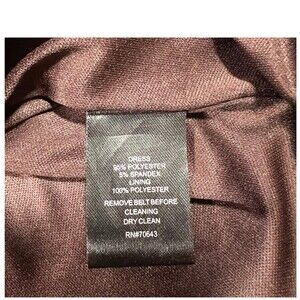 DRESS
95% POLYESTER
5% SPANDEX
LINING
100% POLYESTER
REMOVE BELT BEFORE
CLEANING
DRY CLEAN
RN#70643